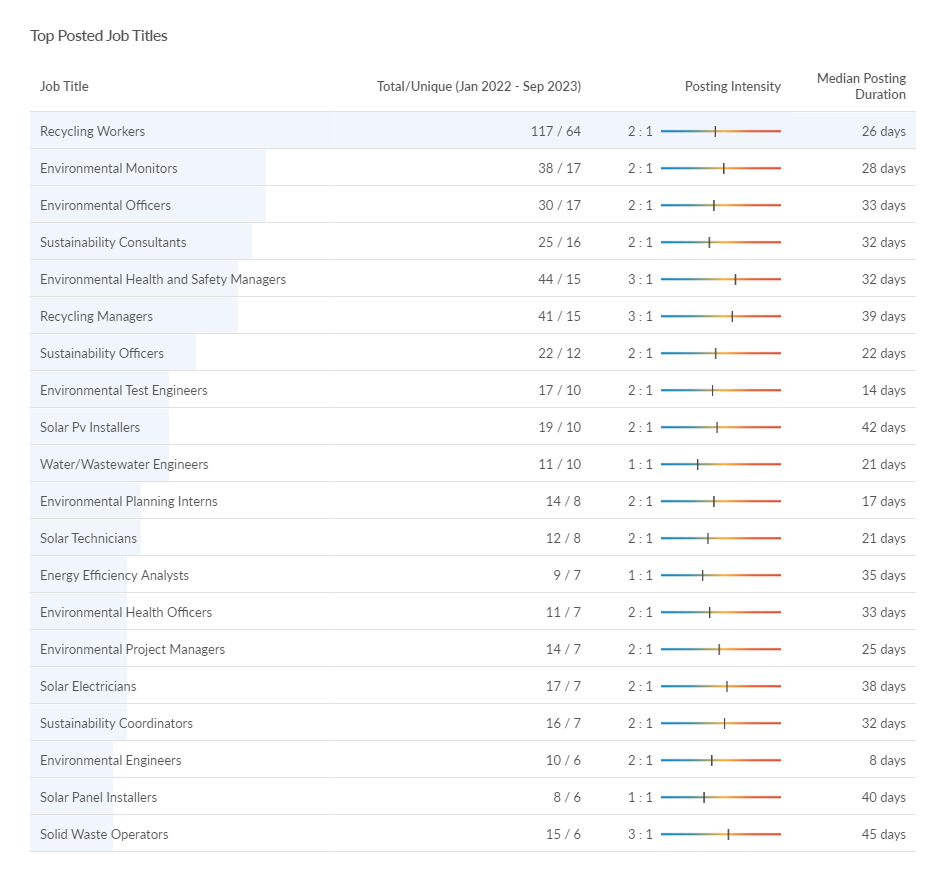 Top Posted Job Titles
Job Title Total/Unique (Jan 2022 - Sep 2023) Posting Intensity Median Posting Duration
Recycling Workers 117 / 64 2 : 1 26 days
Environmental Monitors 38 / 17 2 : 1 28 days
Environmental Officers 30 / 17 2 : 1 33 days
Sustainability Consultants 25 / 16 2 : 1 32 days
Environmental Health and Safety Managers 44 / 15 3 : 1 32 days
Recycling Managers 41 / 15 3 : 1 39 days
Sustainability Officers 22 / 12 2 : 1 22 days
Environmental Test Engineers 17 / 10 2 : 1 14 days
Solar Pv Installers 19 / 10 2 : 1 42 days
Water/Wastewater Engineers 11 / 10 1 : 1 21 days
Environmental Planning Interns 14 / 8 2 : 1 17 days
Solar Technicians 12 / 8 2 : 1 21 days
Energy Efficiency Analysts 9 / 7 1 : 1 35 days
Environmental Health Officers 11 / 7 2 : 1 33 days
Environmental Project Managers 14 / 7 2 : 1 25 days
Solar Electricians 17 / 7 2 : 1 38 days
Sustainability Coordinators 16 / 7 2 : 1 32 days
Environmental Engineers 10 / 6 2 : 1 8 days
Solar Panel Installers 8 / 6 1 : 1 40 days
Solid Waste Operators 15 / 6 3 : 1 45 days